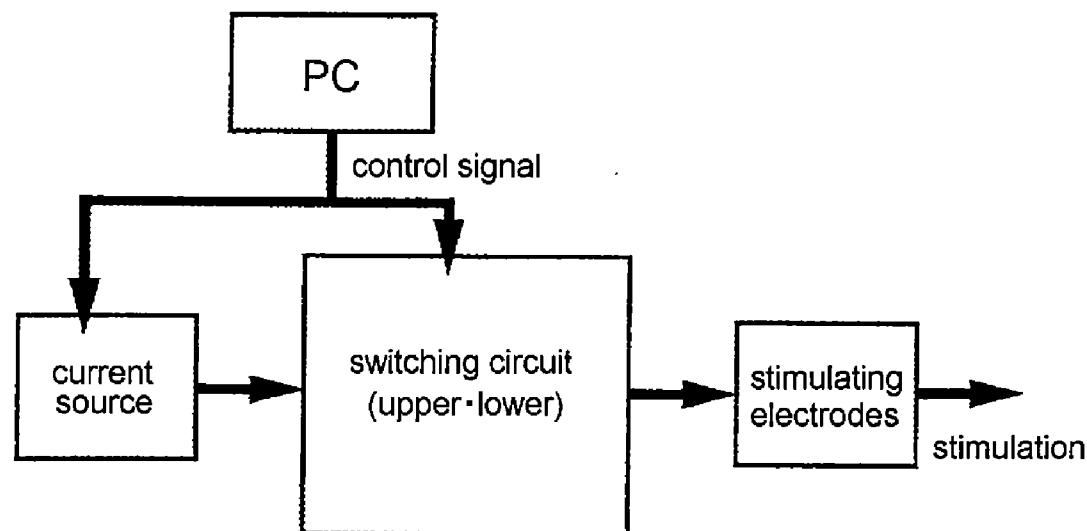 PC
control signal
current
source
switching circuit
(upper·lower)
stimulating
electrodes
stimulation